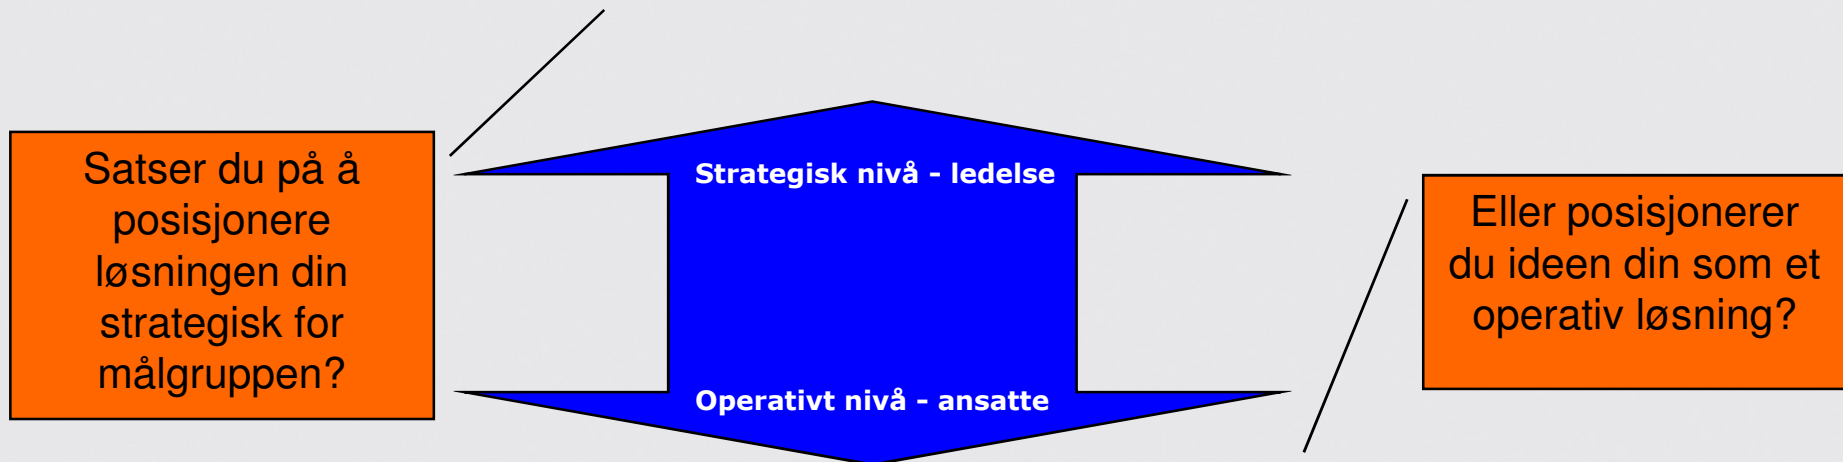 Satser du på å
posisjonere
løsningen din
strategisk for
målgruppen?
Strategisk nivå - ledelse
Operativt nivå - ansatte
Eller posisjonerer
du ideen din som et
operativ løsning?